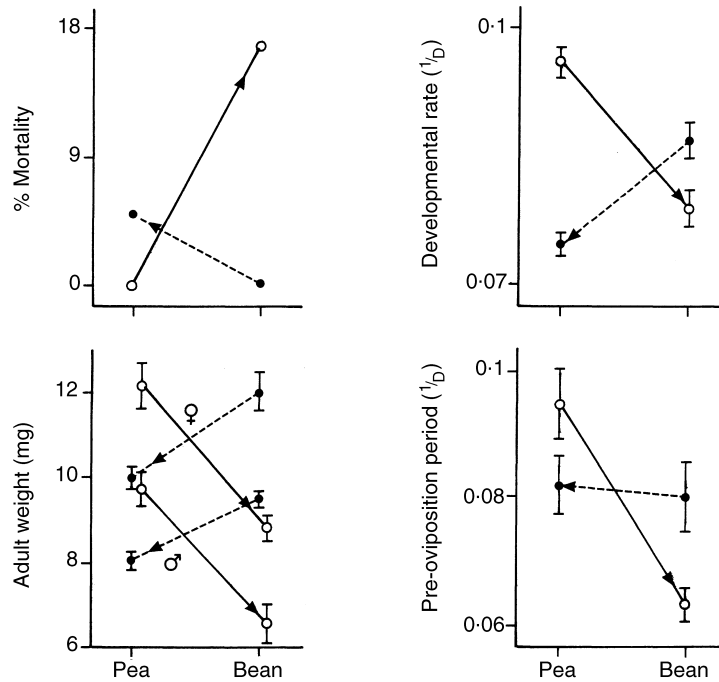 18
9
0
% Mortality
0·1
0·07
Developmental rate (1/D)
12
10
8
6
Adult weight (mg)
♀
♂
Pea Bean
0·1
0·08
0·06
Pre-oviposition period (1/D)
Pea Bean